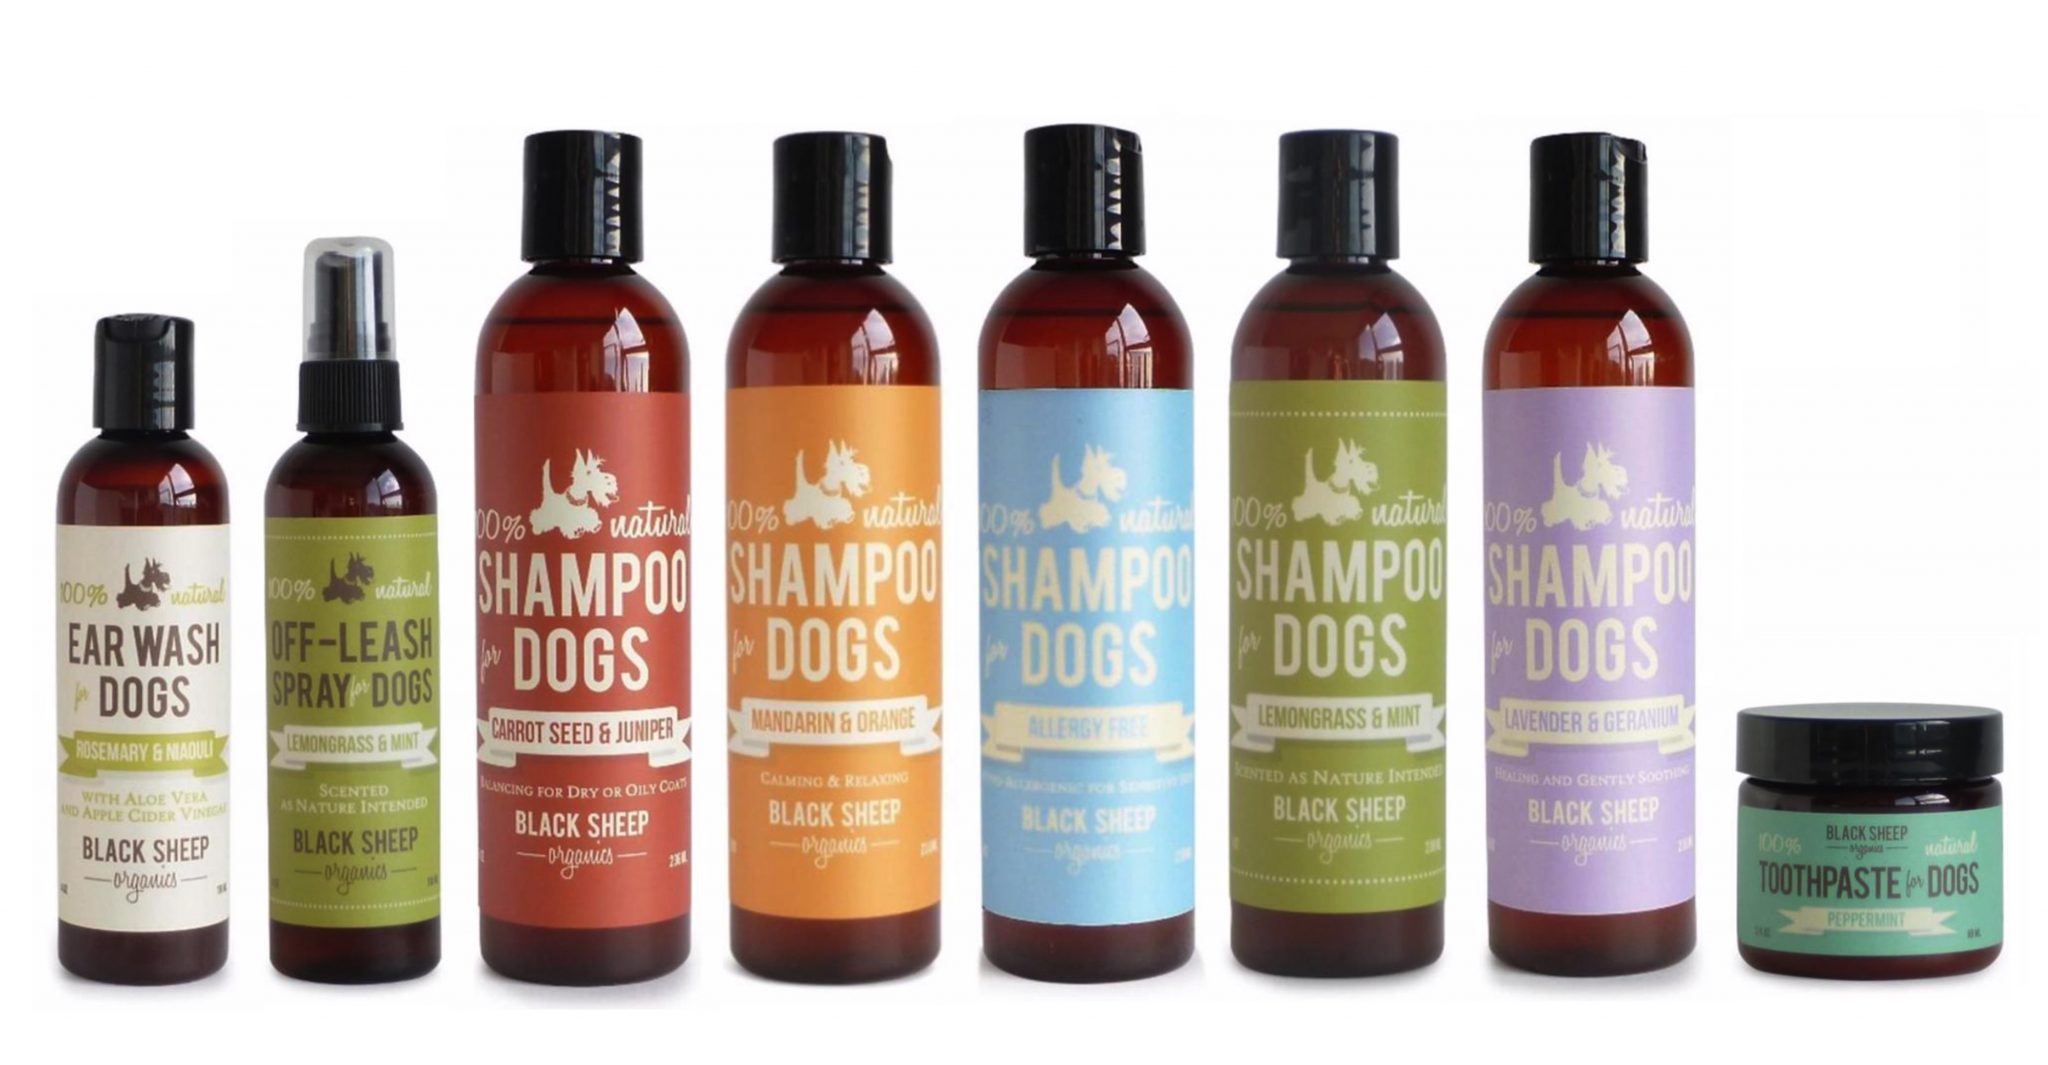 100% natural
EAR WASH
for DOGS
ROSEMARY & NIAOULI
WITH ALOE VERA
AND APPLE CIDER VINEGAR
BLACK SHEEP
organics
100% natural
OFF-LEASH
SPRAY for DOGS
LEMONGRASS & MINT
SCENTED
AS NATURE INTENDED
BLACK SHEEP
organics
100% natural
SHAMPOO
for DOGS
CARROT SEED & JUNIPER
BALANCING FOR DRY OR OILY COATS
BLACK SHEEP
organics
236 ML
100% natural
SHAMPOO
for DOGS
MANDARIN & ORANGE
CALMING & RELAXING
BLACK SHEEP
organics
100% natural
SHAMPOO
for DOGS
ALLERGY FREE
FOR SENSITIVE
BLACK SHEEP
organics
100% natural
SHAMPOO
for DOGS
LEMONGRASS & MINT
SCENTED AS NATURE INTENDED
BLACK SHEEP
organics
100% natural
SHAMPOO
for DOGS
LAVENDER & GERANIUM
HEALING AND GENTLY SOOTHING
BLACK SHEEP
organics
BLACK SHEEP
organics
100% natural
TOOTHPASTE for DOGS
PEPPERMINT